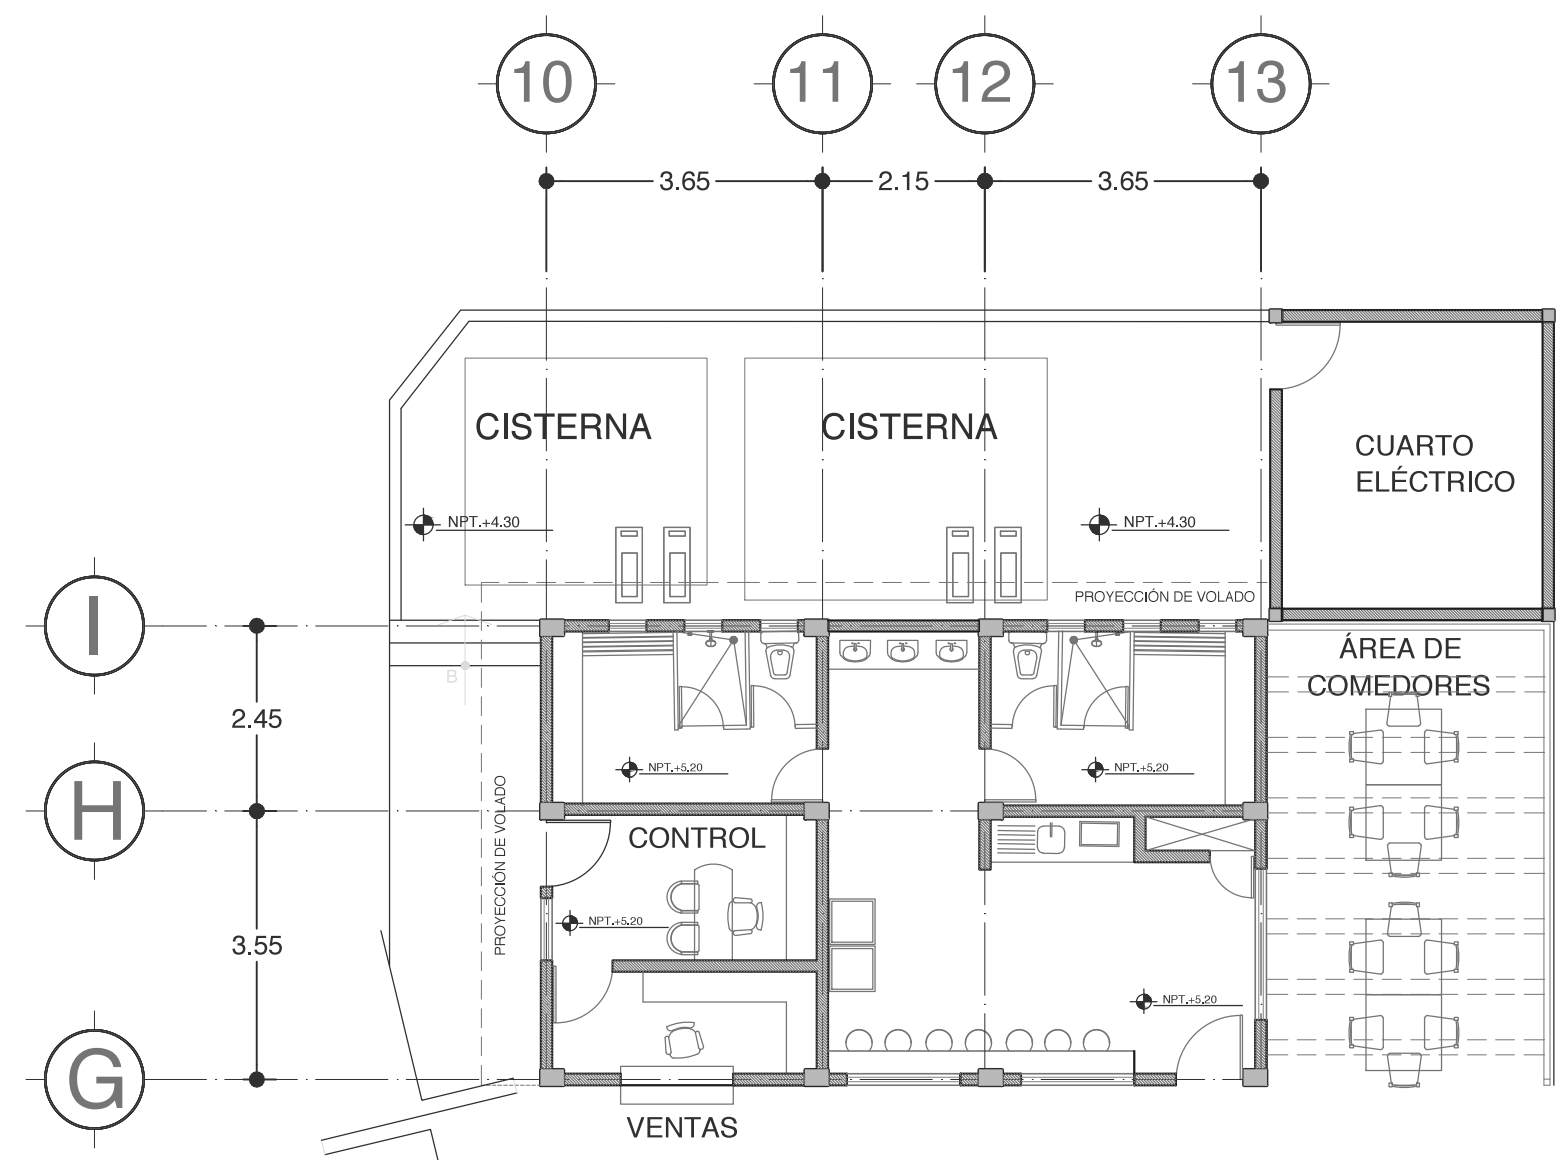 10 11 12 13
3.65 2.15 3.65
CISTERNA CISTERNA
CUARTO
ELÉCTRICO
NPT.+4.30 NPT.+4.30
PROYECCIÓN DE VOLADO
I
ÁREA DE
COMEDORES
B
2.45
NPT.+5.20 NPT.+5.20
H
PROYECCIÓN DE VOLADO
CONTROL
NPT.+5.20
3.55
NPT.+5.20
G
VENTAS